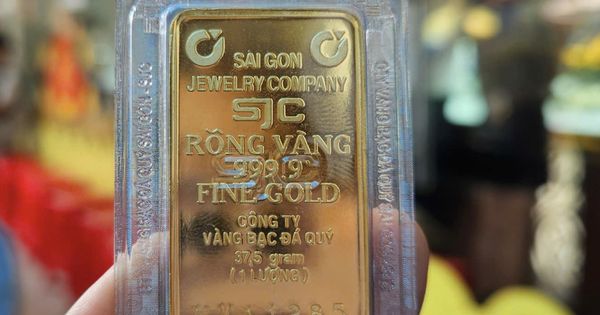 SÀI GÒN
JEWELRY COMPANY
SJC
RỒNG VÀNG
999.9
FINE GOLD
CÔNG TY
VÀNG BẠC ĐÁ QUÝ
37,5 gram
(1 LƯỢNG)